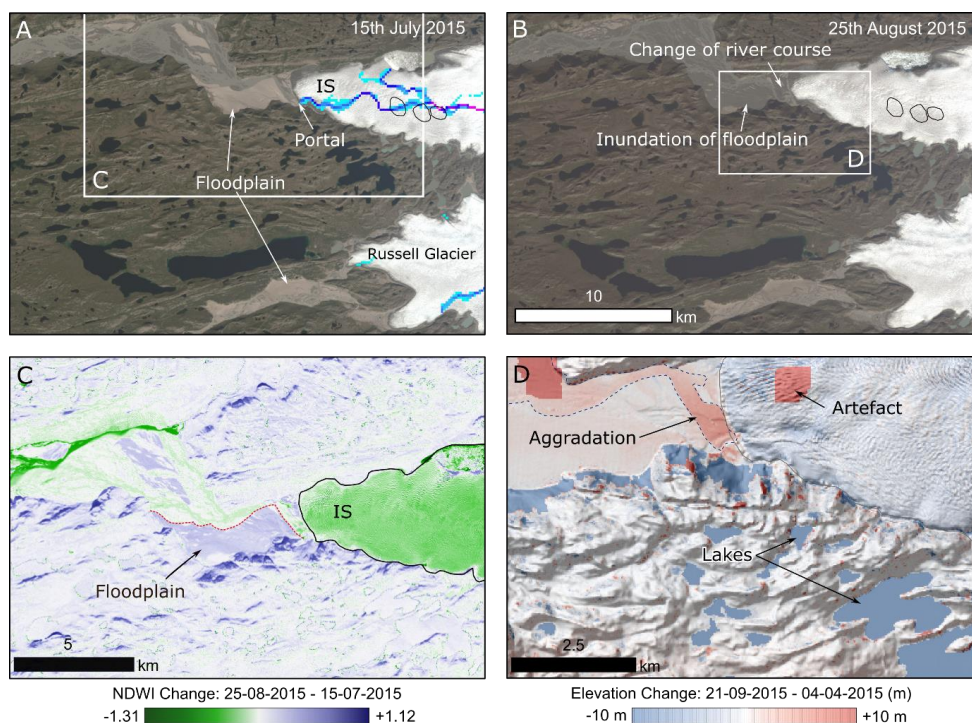 A
15th July 2015
IS
Portal
C
Floodplain
Russell Glacier
B
25th August 2015
Change of river course
Inundation of floodplain
D
10
km
C
IS
Floodplain
5
km
NDWI Change: 25-08-2015 - 15-07-2015
-1.31
+1.12
D
Artefact
Aggradation
Lakes
2.5
km
Elevation Change: 21-09-2015 - 04-04-2015 (m)
-10 m
+10 m